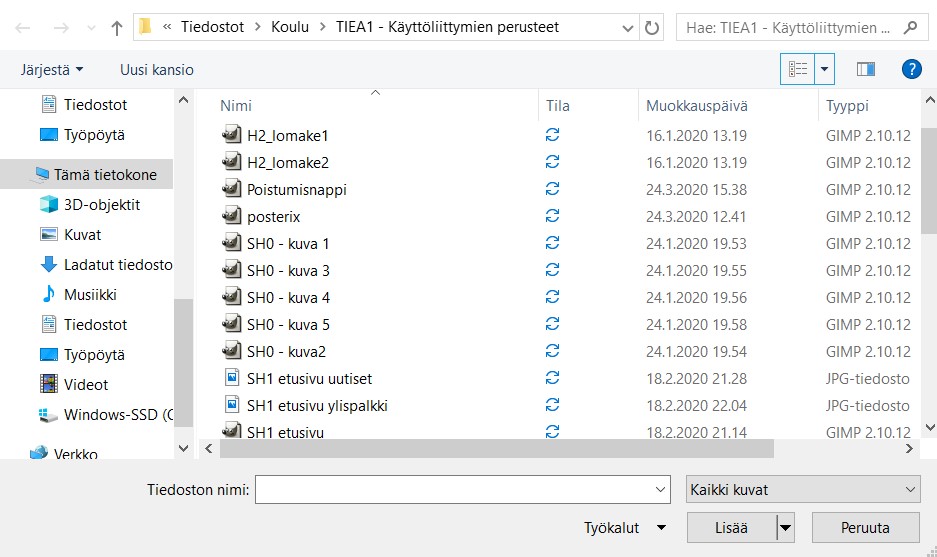 « Tiedostot > Koulu > TIEA1 - Käyttöliittymien perusteet
Hae: TIEA1 - Käyttöliittymien ...
Järjestä
Uusi kansio
?
Tiedostot
Työpöytä
Tämä tietokone
3D-objektit
Kuvat
Ladatut tiedosto
Musiikki
Tiedostot
Työpöytä
Videot
Windows-SSD (C
Verkko
Nimi Tila Muokkauspäivä Tyyppi
H2_lomake1 16.1.2020 13.19 GIMP 2.10.12
H2_lomake2 16.1.2020 13.19 GIMP 2.10.12
Poistumisnappi 24.3.2020 15.38 GIMP 2.10.12
posterix 24.3.2020 12.41 GIMP 2.10.12
SH0 - kuva 1 24.1.2020 19.53 GIMP 2.10.12
SH0 - kuva 3 24.1.2020 19.55 GIMP 2.10.12
SH0 - kuva 4 24.1.2020 19.56 GIMP 2.10.12
SH0 - kuva 5 24.1.2020 19.58 GIMP 2.10.12
SH0 - kuva2 24.1.2020 19.54 GIMP 2.10.12
SH1 etusivu uutiset 18.2.2020 21.28 JPG-tiedosto
SH1 etusivu ylispalkki 18.2.2020 22.04 JPG-tiedosto
SH1 etusivu 18.2.2020 21.14 GIMP 2.10.12
Tiedoston nimi:
Kaikki kuvat
Työkalut
Lisää
Peruuta